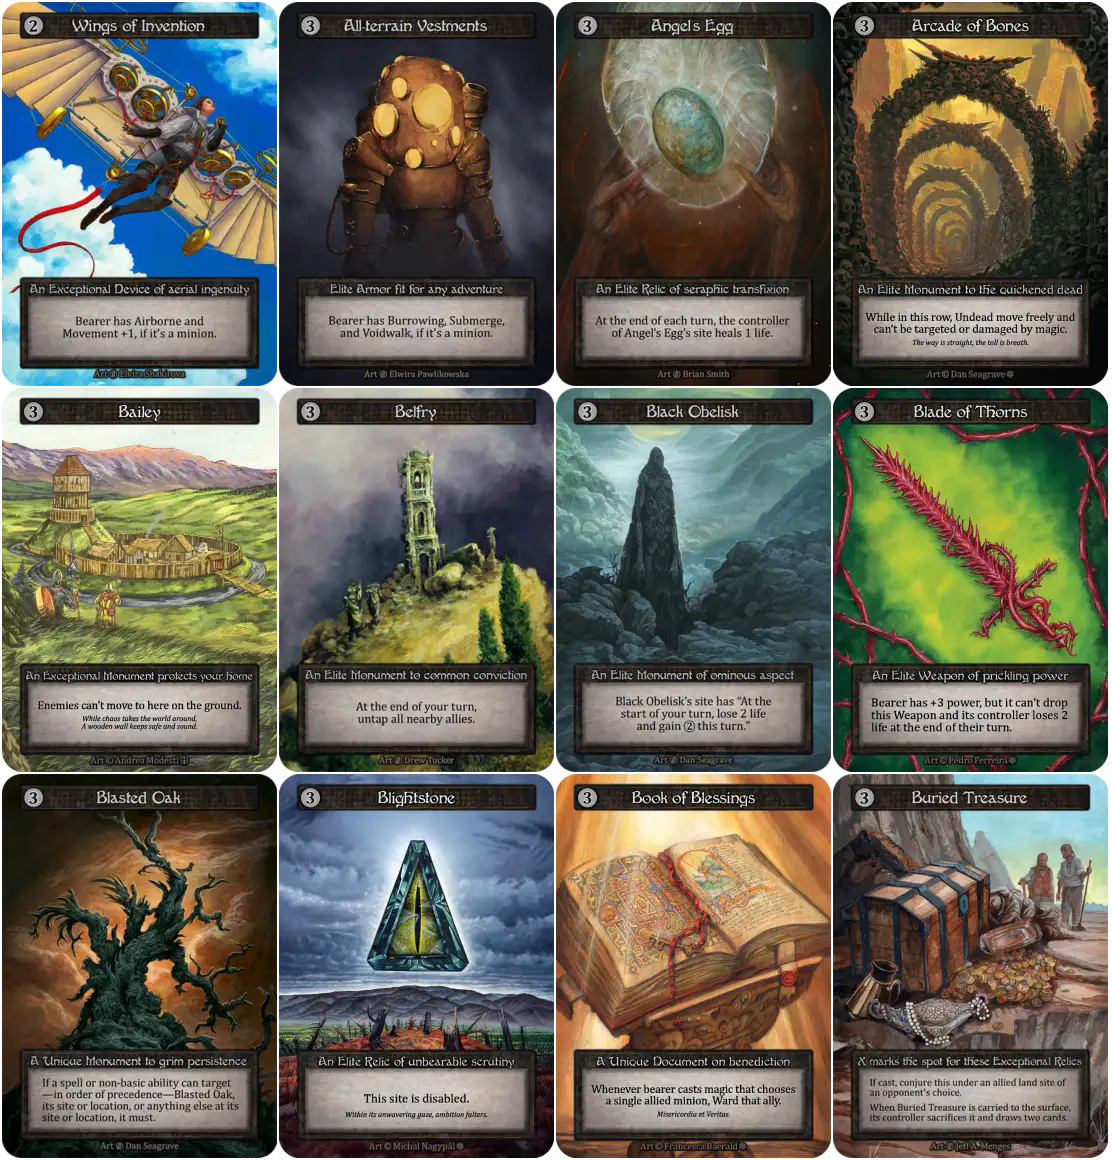 2 Wings of Invention
An Exceptional Device of aerial ingenuity
Bearer has Airborne and
Movement +1, if it's a minion.
Art @ Elvira Shakirova
3 All-terrain Vestments
Elite Armor fit for any adventure
Bearer has Burrowing, Submerge,
and Voidwalk, if it's a minion.
Art @ Elwira Pawlikowska
3 Angel's Egg
An Elite Relic of seraphic transfixion
At the end of each turn, the controller
of Angel's Egg's site heals 1 life.
Art @ Brian Smith
3 Arcade of Bones
An Elite Monument to the quickened dead
While in this row, Undead move freely and
can't be targeted or damaged by magic.
The way is straight, the toll is breath.
Art © Dan Seagrave
3 Bailey
An Exceptional Monument protects your home
Enemies can't move to here on the ground.
While chaos takes the world around,
A wooden wall keeps safe and sound.
Art © Andrea Modesti
3 Belfry
An Elite Monument to common conviction
At the end of your turn,
untap all nearby allies.
Art @ Drew Tucker
3 Black Obelisk
An Elite Monument of ominous aspect
Black Obelisk's site has "At the
start of your turn, lose 2 life
and gain ② this turn."
Art @ Dan Seagrave
3 Blade of Thorns
An Elite Weapon of prickling power
Bearer has +3 power, but it can't drop
this Weapon and its controller loses 2
life at the end of their turn.
Art © Pedro Ferreira
3 Blasted Oak
A Unique Monument to grim persistence
If a spell or non-basic ability can target
—in order of precedence—Blasted Oak,
its site or location, or anything else at its
site or location, it must.
Art @ Dan Seagrave
3 Blightstone
An Elite Relic of unbearable scrutiny
This site is disabled.
Within its unwavering gaze, ambition falters.
Art © Michal Nagypál
3 Book of Blessings
A Unique Document on benediction
Whenever bearer casts magic that chooses
a single allied minion, Ward that ally.
Misericordia et Veritas.
Art © Francesca Baerald
3 Buried Treasure
X marks the spot for these Exceptional Relics
If cast, conjure this under an allied land site of
an opponent's choice.
When Buried Treasure is carried to the surface,
its controller sacrifices it and draws two cards.
Art @ Jeff A. Menges